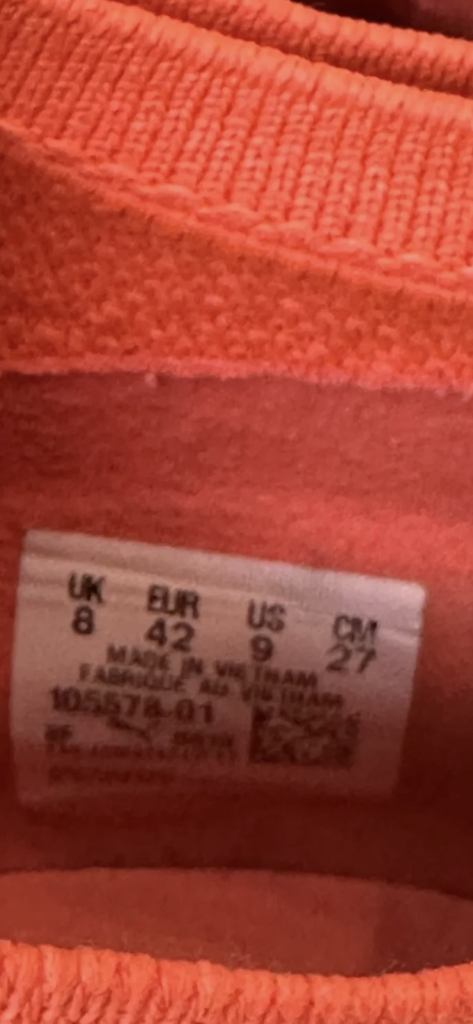 UK EUR US CM
8 42 9 27
MADE IN VIETNAM
FABRIQUE AU VIETNAM
105578-01